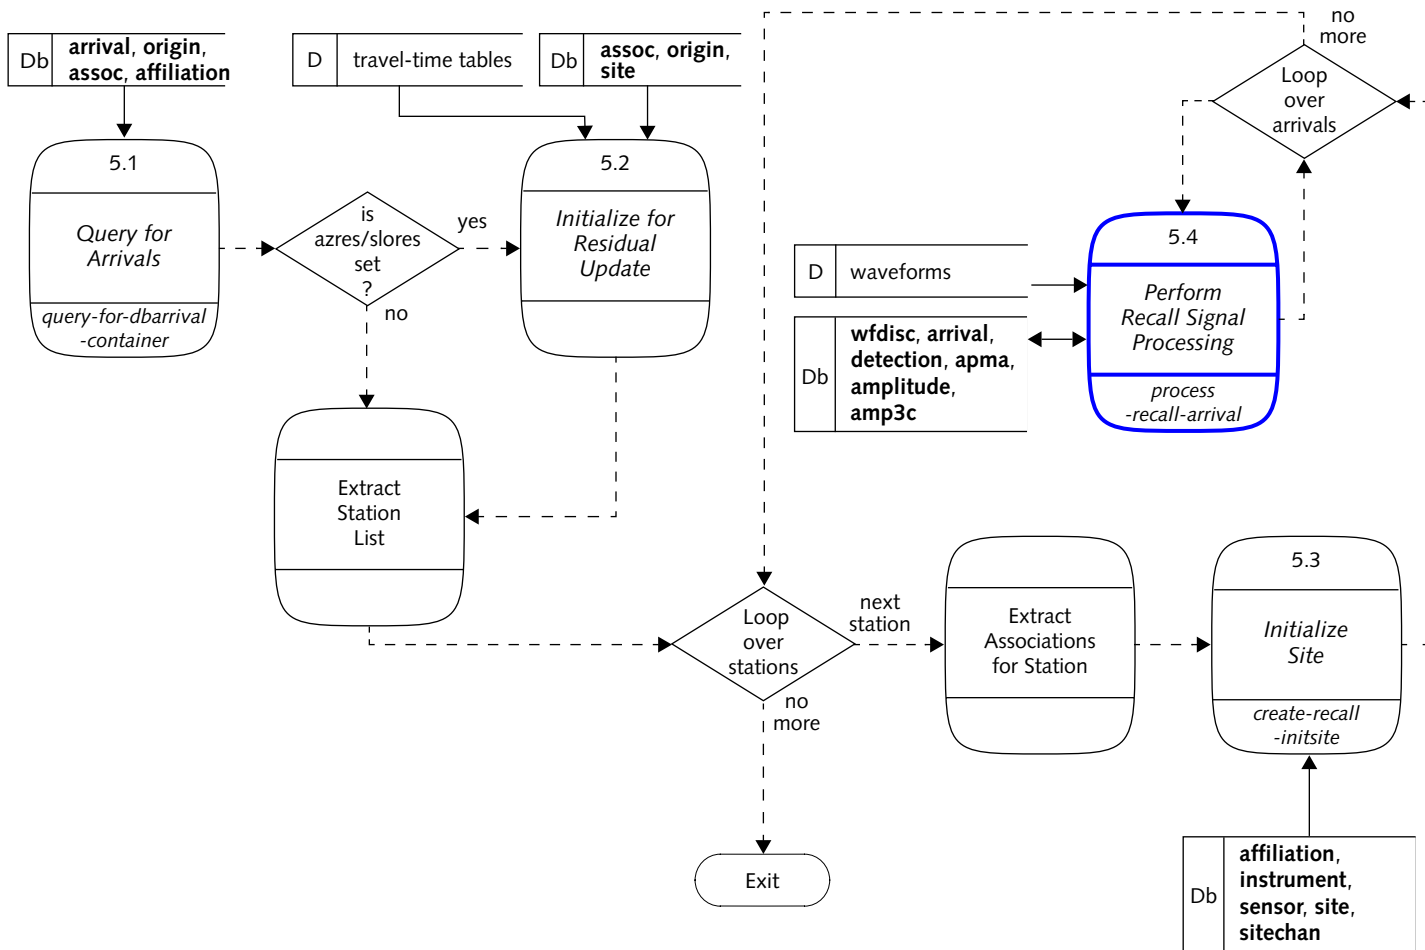 no
more
Db
arrival, origin,
assoc, affiliation
D
travel-time tables
Db
assoc, origin,
site
Loop
over
arrivals
5.1
Query for
Arrivals
query-for-dbarrival
-container
is
azres/slores
set
?
yes
no
5.2
Initialize for
Residual
Update
D
waveforms
Db
wfdisc, arrival,
detection, apma,
amplitude,
amp3c
5.4
Perform
Recall Signal
Processing
process
-recall-arrival
Extract
Station
List
Loop
over
stations
next
station
no
more
Extract
Associations
for Station
5.3
Initialize
Site
create-recall
-initsite
Exit
Db
affiliation,
instrument,
sensor, site,
sitechan